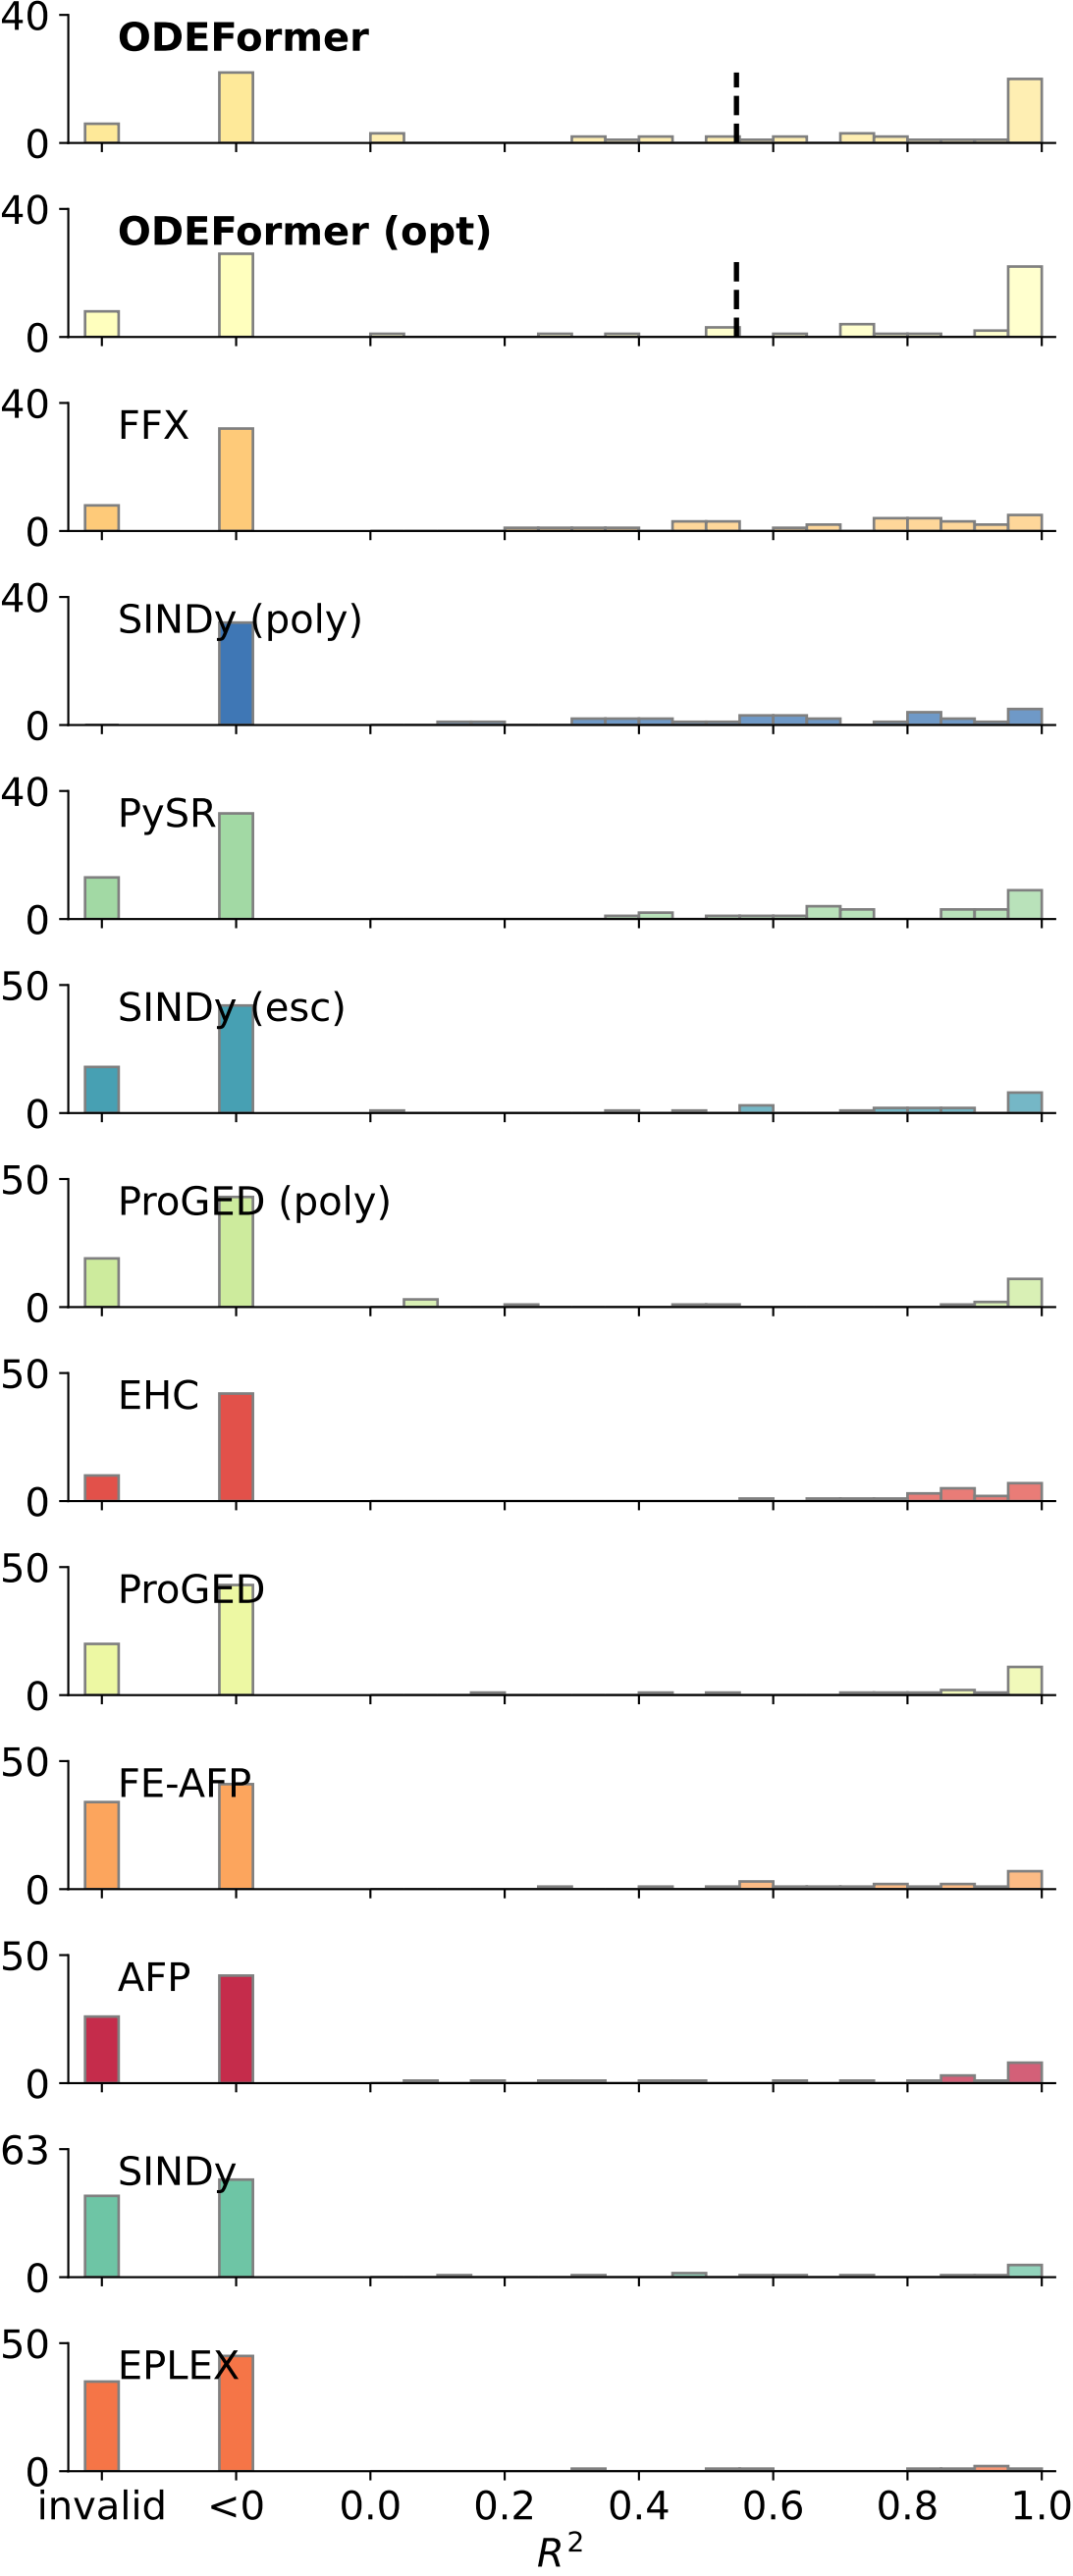 40
ODEFormer
0
40
ODEFormer (opt)
0
40
FFX
0
40
SINDy (poly)
0
40
PySR
0
50
SINDy (esc)
0
50
ProGED (poly)
0
50
EHC
0
50
ProGED
0
50
FE-AFP
0
50
AFP
0
63
SINDy
0
50
EPLEX
0
invalid <0 0.0 0.2 0.4 0.6 0.8 1.0
R²